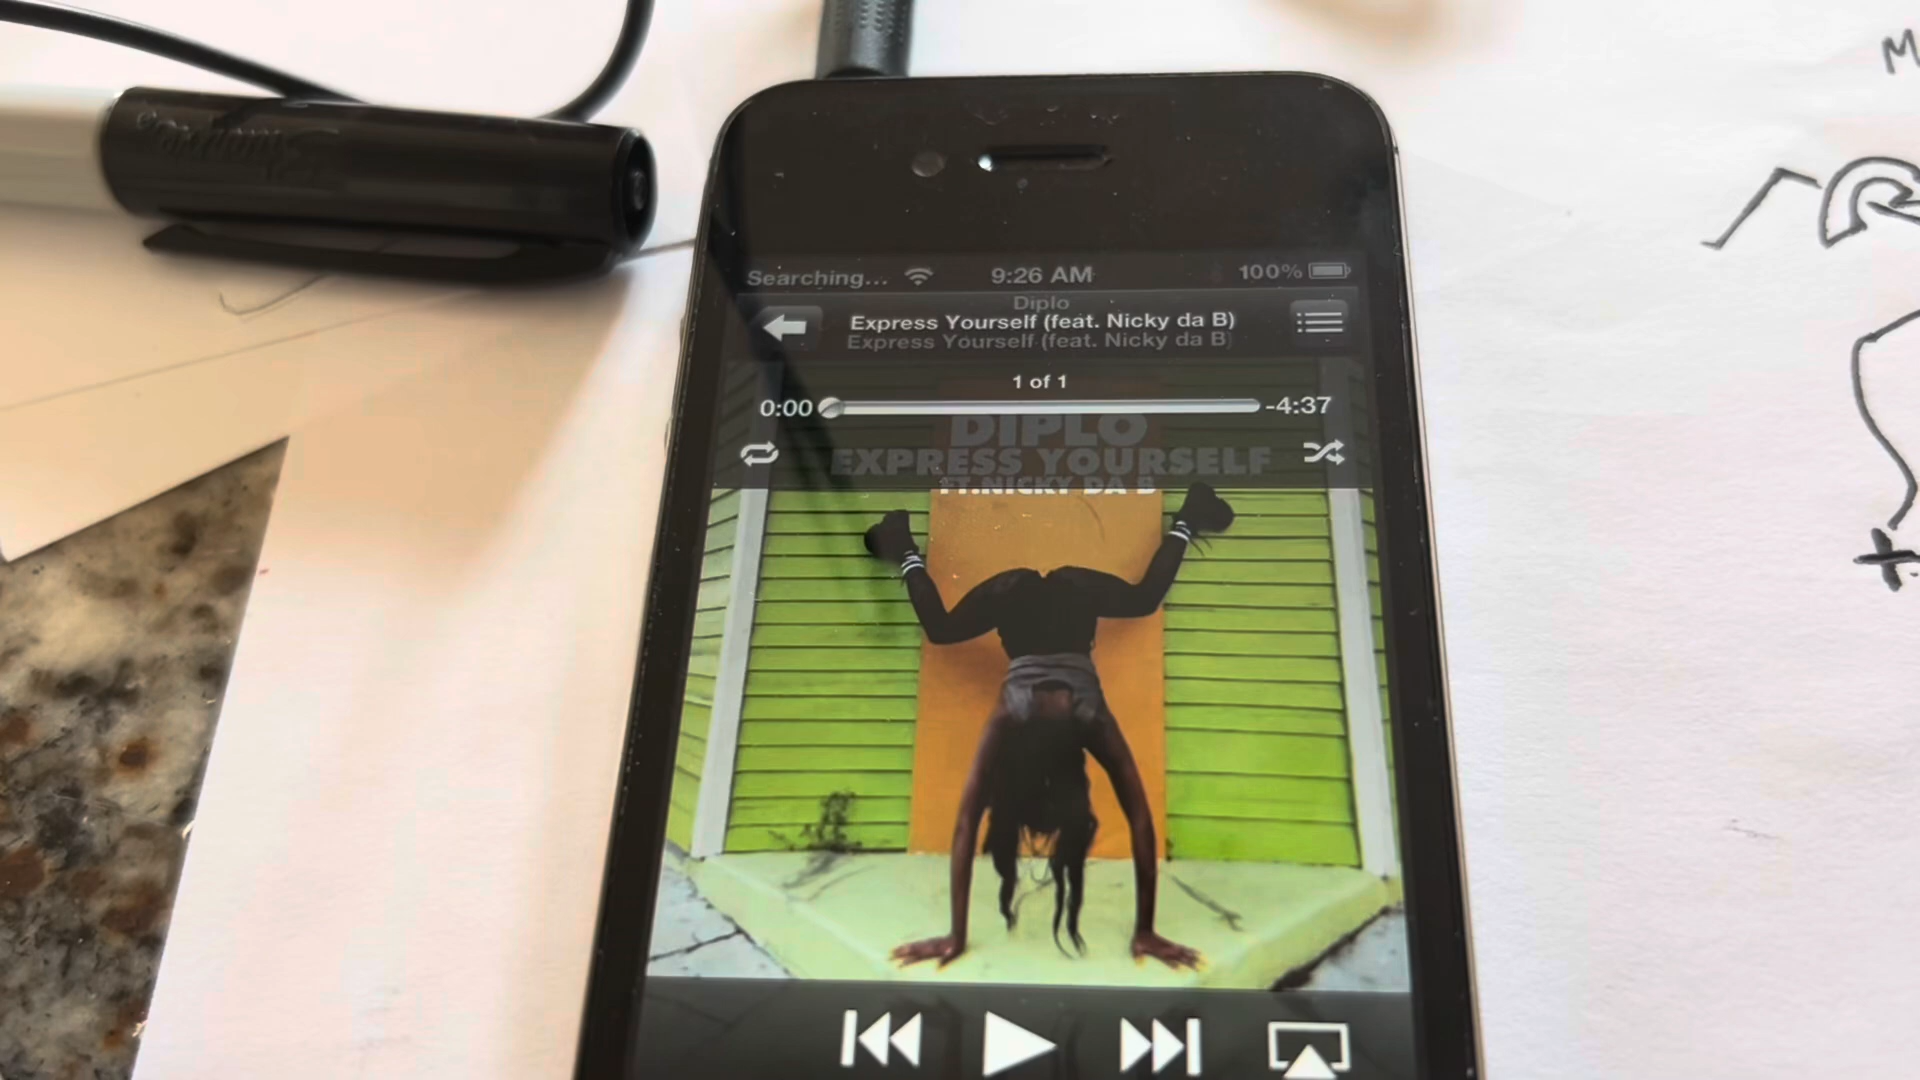 Sharpie
M
Searching... 9:26 AM 100%
Diplo
Express Yourself (feat. Nicky da B)
Express Yourself (feat. Nicky da B
1 of 1
0:00 -4:37
DIPLO
EXPRESS YOURSELF
FT.NICKY DA B